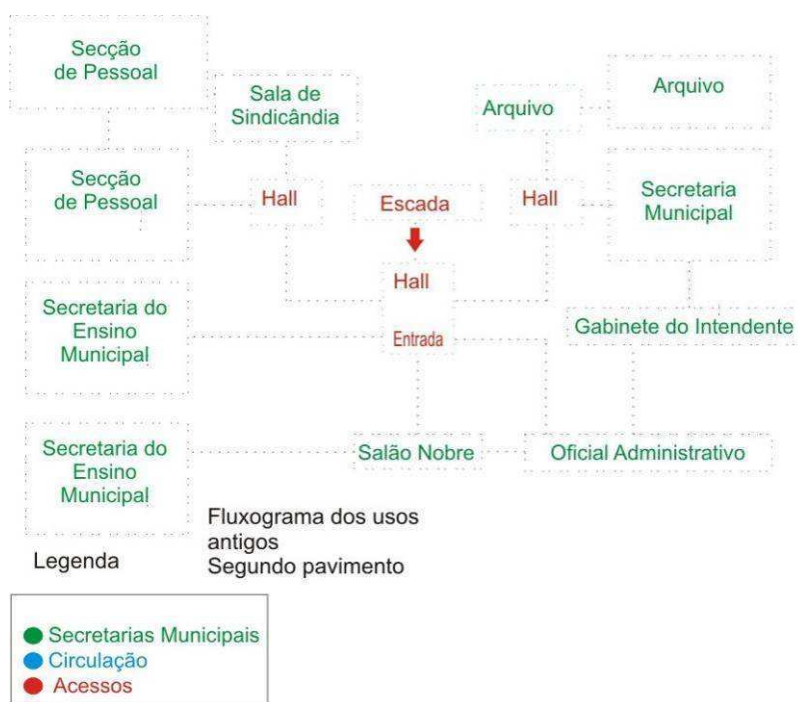 Secção
de Pessoal
Sala de
Sindicândia
Arquivo
Arquivo
Secção
de Pessoal
Hall
Escada
Hall
Secretaria
Municipal
Hall
Entrada
Secretaria do
Ensino
Municipal
Gabinete do Intendente
Secretaria do
Ensino
Municipal
Salão Nobre
Oficial Administrativo
Fluxograma dos usos
antigos
Segundo pavimento
Legenda
Secretarias Municipais
Circulação
Acessos